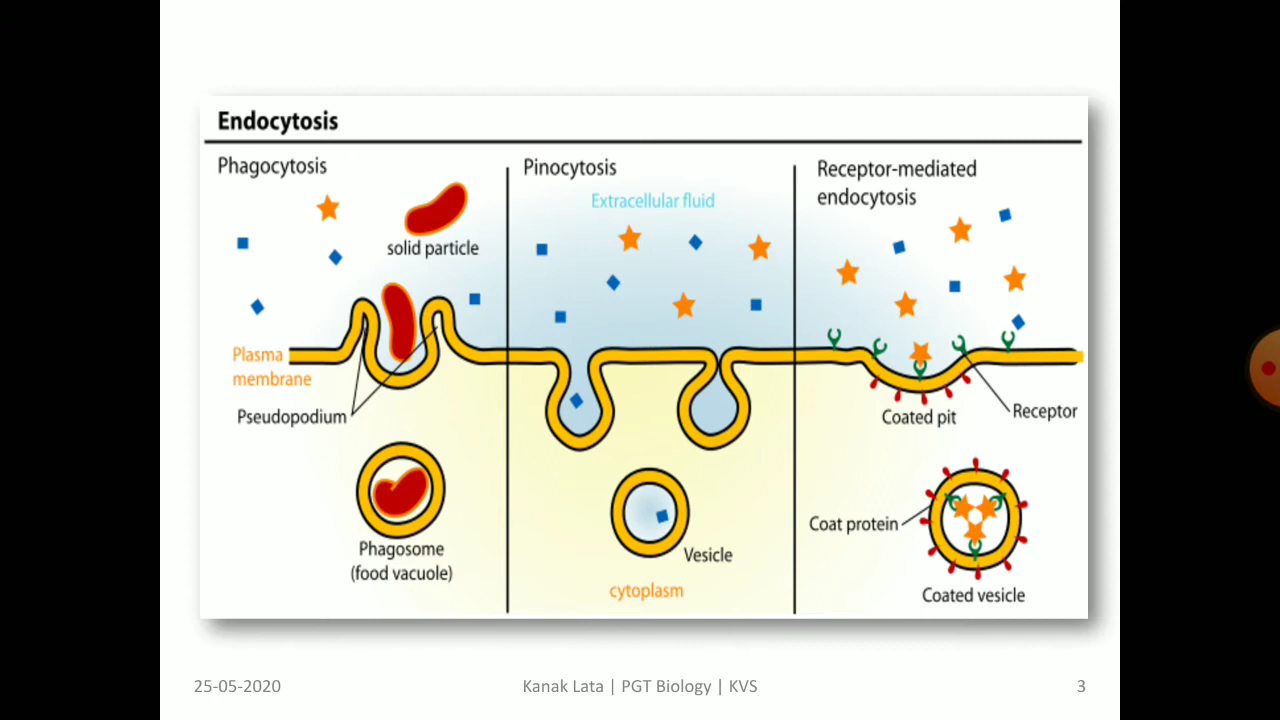 Endocytosis
Phagocytosis
solid particle
Plasma
membrane
Pseudopodium
Phagosome
(food vacuole)
Pinocytosis
Extracellular fluid
Vesicle
cytoplasm
Receptor-mediated
endocytosis
Coated pit
Receptor
Coat protein
Coated vesicle
25-05-2020
Kanak Lata | PGT Biology | KVS
3